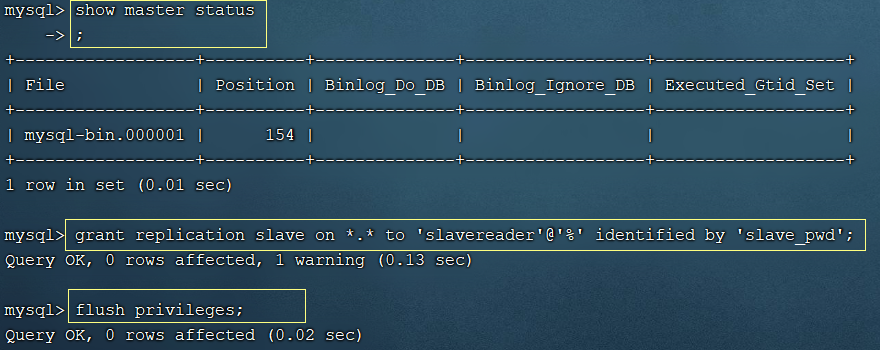 mysql> show master status
    -> ;
+------------------+----------+--------------+------------------+-------------------+
| File             | Position | Binlog_Do_DB | Binlog_Ignore_DB | Executed_Gtid_Set |
+------------------+----------+--------------+------------------+-------------------+
| mysql-bin.000001 |      154 |              |                  |                   |
+------------------+----------+--------------+------------------+-------------------+
1 row in set (0.01 sec)
mysql> grant replication slave on *.* to 'slavereader'@'%' identified by 'slave_pwd';
Query OK, 0 rows affected, 1 warning (0.13 sec)
mysql> flush privileges;
Query OK, 0 rows affected (0.02 sec)